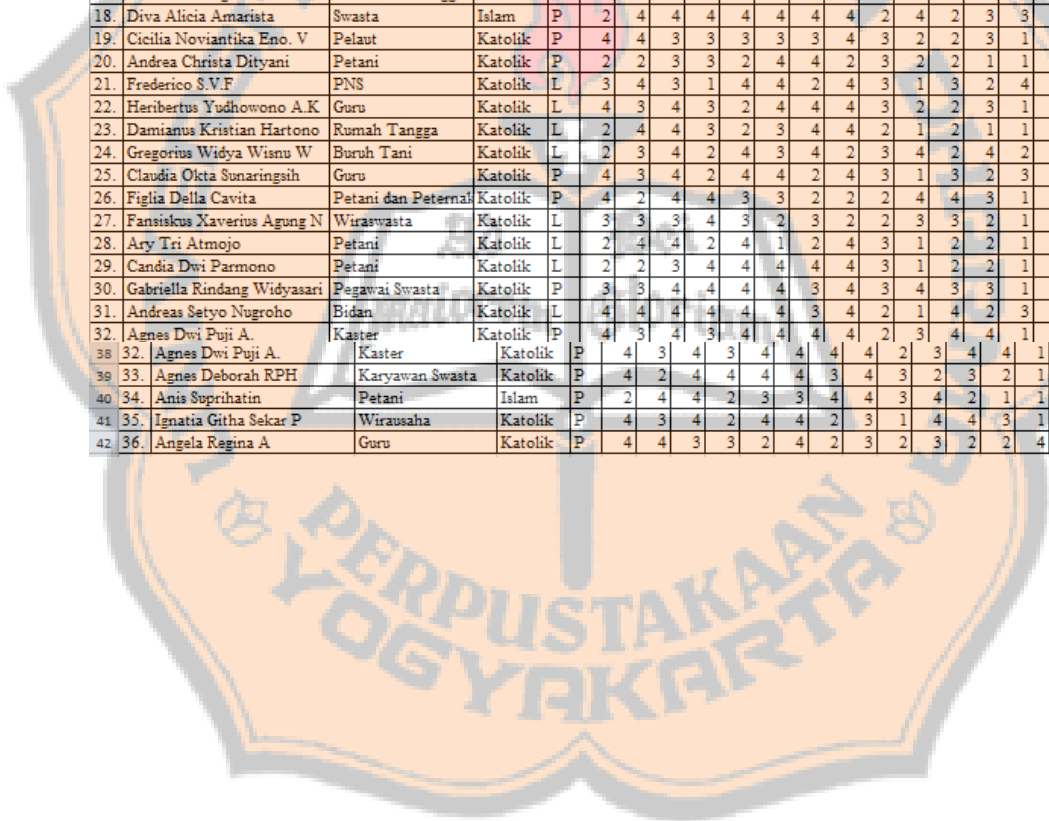 18. Diva Alicia Amarista Swasta Islam P 2 4 4 4 4 4 4 4 2 4 2 3 3
19. Cicilia Noviantika Eno. V Pelaut Katolik P 4 4 3 3 3 3 3 4 3 2 2 3 1
20. Andrea Christa Dityani Petani Katolik P 2 2 3 3 2 4 4 2 3 2 2 1 1
21. Frederico S.V.F PNS Katolik L 3 4 3 1 4 4 2 4 3 1 3 2 4
22. Heribertus Yudhowono A.K Guru Katolik L 4 3 4 3 2 4 4 4 3 2 2 3 1
23. Damianus Kristian Hartono Rumah Tangga Katolik L 2 4 4 3 2 3 4 4 2 1 2 1 1
24. Gregorius Widya Wisnu W Buruh Tani Katolik L 2 3 4 2 4 3 4 2 3 4 2 4 2
25. Claudia Okta Sunaringsih Guru Katolik P 4 3 4 2 4 4 2 4 3 1 3 2 3
26. Figlia Della Cavita Petani dan Peternak Katolik P 4 2 4 4 3 3 2 2 2 4 4 3 1
27. Fansiskus Xaverius Agung N Wiraswasta Katolik L 3 3 3 4 3 2 3 2 2 3 3 2 1
28. Ary Tri Atmojo Petani Katolik L 2 4 4 2 4 1 2 4 3 1 2 2 1
29. Candia Dwi Parmono Petani Katolik L 2 2 3 4 4 4 4 4 3 1 2 2 1
30. Gabriella Rindang Widyasari Pegawai Swasta Katolik P 3 3 4 4 4 4 3 4 3 4 3 3 1
31. Andreas Setyo Nugroho Bidan Katolik L 4 4 4 4 4 4 3 4 2 1 4 2 3
32. Agnes Dwi Puji A. Kaster Katolik P 4 3 4 3 4 4 4 4 2 3 4 4 1
38 32. Agnes Dwi Puji A. Kaster Katolik P 4 3 4 3 4 4 4 4 2 3 4 4 1
39 33. Agnes Deborah RPH Karyawan Swasta Katolik P 4 2 4 4 4 4 3 4 3 2 3 2 1
40 34. Anis Suprihatin Petani Islam P 2 4 4 2 3 3 4 4 3 4 2 1 1
41 35. Ignatia Githa Sekar P Wirausaha Katolik P 4 3 4 2 4 4 2 3 1 4 4 3 1
42 36. Angela Regina A Guru Katolik P 4 4 3 3 2 4 2 3 2 3 2 2 4
PERPUSTAKAAN
YOGYAKARTA